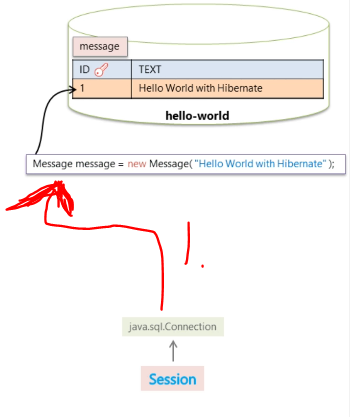 message
ID TEXT
1 Hello World with Hibernate
hello-world
Message message = new Message( "Hello World with Hibernate" );
1.
java.sql.Connection
Session